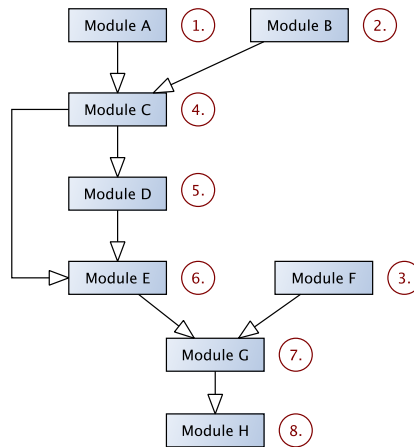 Module A 1. Module B 2.
Module C 4.
Module D 5.
Module E 6. Module F 3.
Module G 7.
Module H 8.